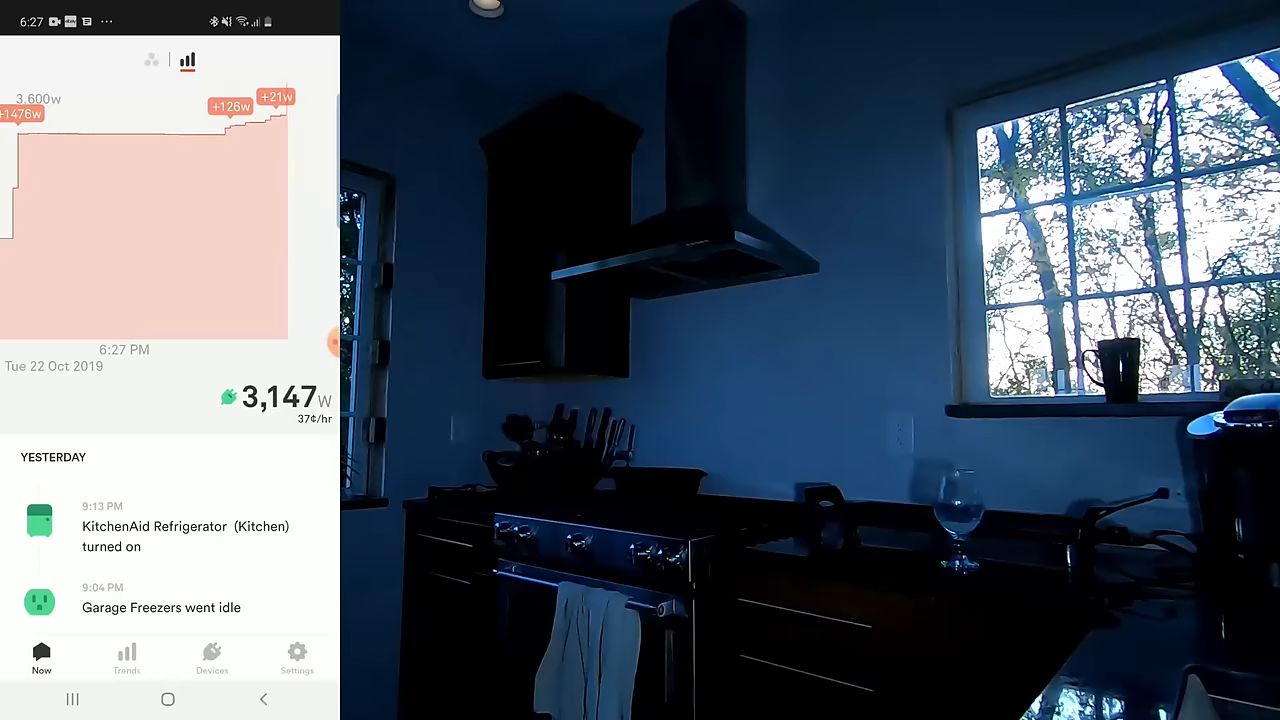 6:27
3,600w
+1476w
+126w
+21w
6:27 PM
Tue 22 Oct 2019
3,147w
37¢/hr
YESTERDAY
9:13 PM
KitchenAid Refrigerator (Kitchen)
turned on
9:04 PM
Garage Freezers went idle
Now
Trends
Devices
Settings